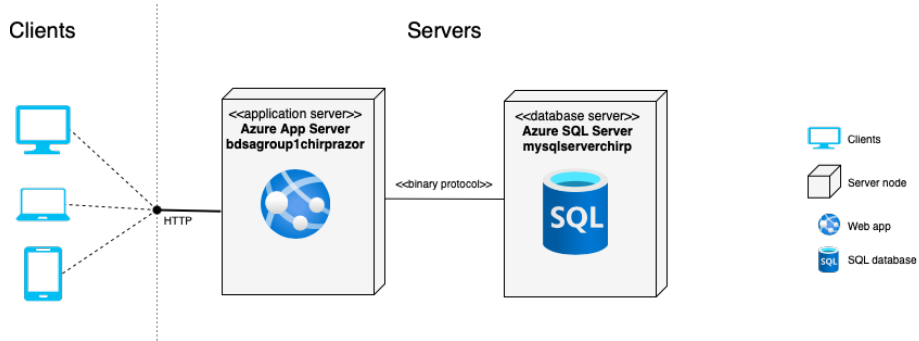 Clients
Servers
<<application server>>
Azure App Server
bdsagroup1chirprazor
<<database server>>
Azure SQL Server
mysqlserverchirp
<<binary protocol>>
HTTP
SQL
Clients
Server node
Web app
SQL
SQL database